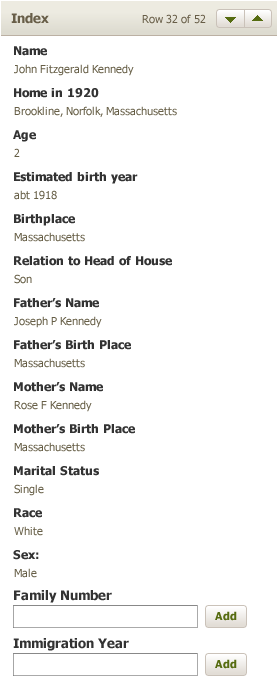 Index Row 32 of 52
Name
John Fitzgerald Kennedy
Home in 1920
Brookline, Norfolk, Massachusetts
Age
2
Estimated birth year
abt 1918
Birthplace
Massachusetts
Relation to Head of House
Son
Father's Name
Joseph P Kennedy
Father's Birth Place
Massachusetts
Mother's Name
Rose F Kennedy
Mother's Birth Place
Massachusetts
Marital Status
Single
Race
White
Sex:
Male
Family Number
Add
Immigration Year
Add